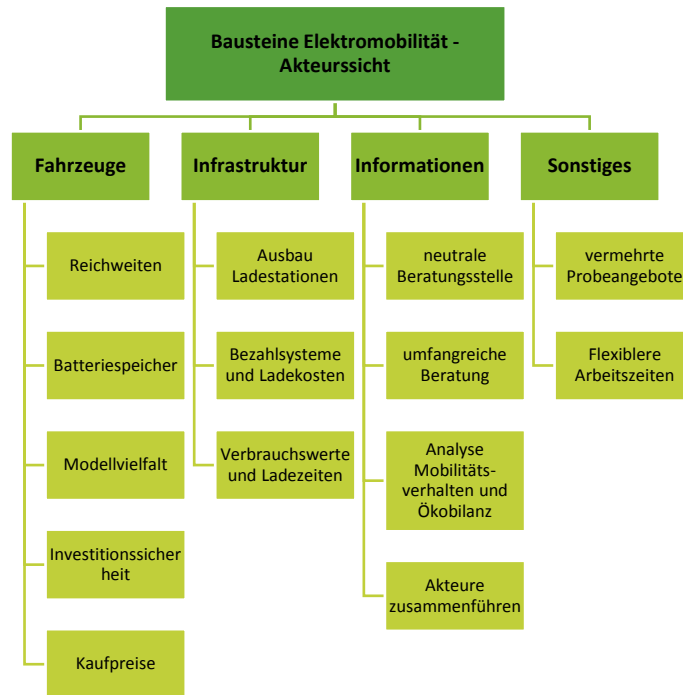 Bausteine Elektromobilität -
Akteurssicht
Fahrzeuge
Reichweiten
Batteriespeicher
Modellvielfalt
Investitionssicher
heit
Kaufpreise
Infrastruktur
Ausbau
Ladestationen
Bezahlsysteme
und Ladekosten
Verbrauchswerte
und Ladezeiten
Informationen
neutrale
Beratungsstelle
umfangreiche
Beratung
Analyse
Mobilitäts-
verhalten und
Ökobilanz
Akteure
zusammenführen
Sonstiges
vermehrte
Probeangebote
Flexiblere
Arbeitszeiten